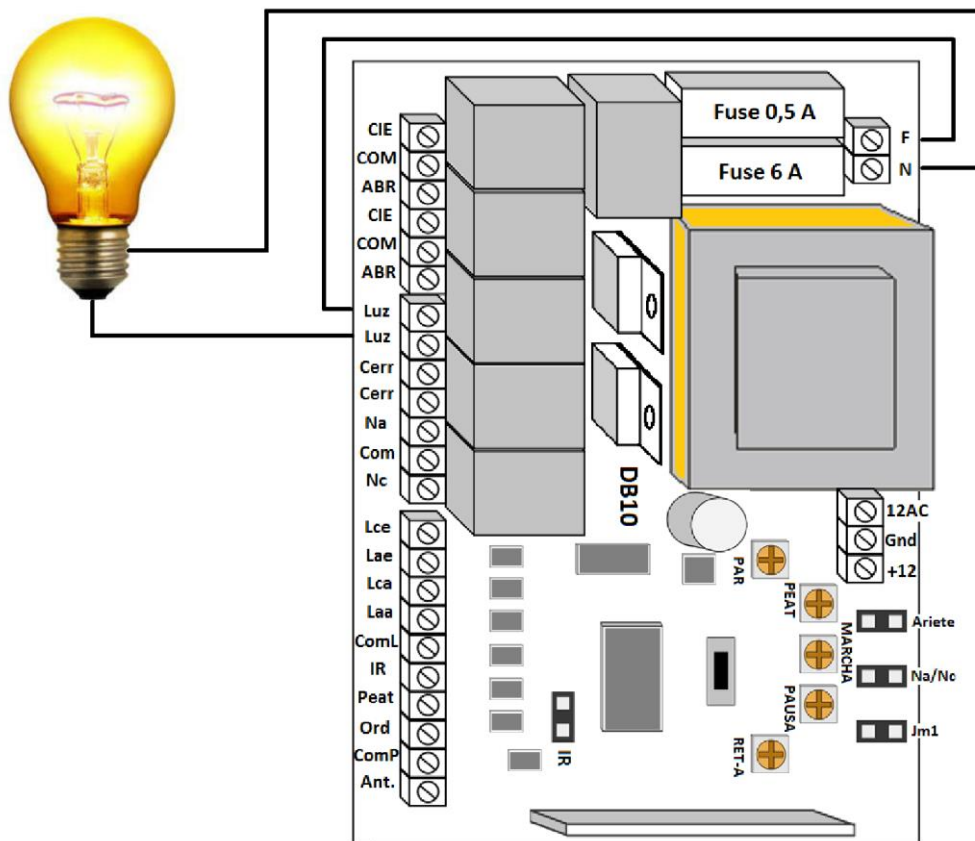 Fuse 0,5 A
Fuse 6 A
F
N
CIE
COM
ABR
CIE
COM
ABR
Luz
Luz
Cerr
Cerr
Na
Com
Nc
Lce
Lae
Lca
Laa
ComL
IR
Peat
Ord
ComP
Ant.
DB10
12AC
Gnd
+12
PAR
PEAT
MARCHA
PAUSA
RET-A
IR
Ariete
Na/Nc
Jm1